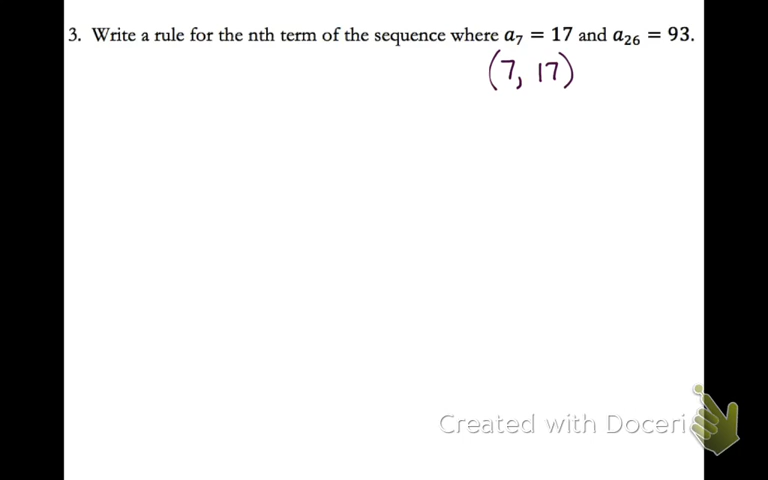 3. Write a rule for the nth term of the sequence where a₇ = 17 and a₂₆ = 93.
(7, 17)
Created with Doceri